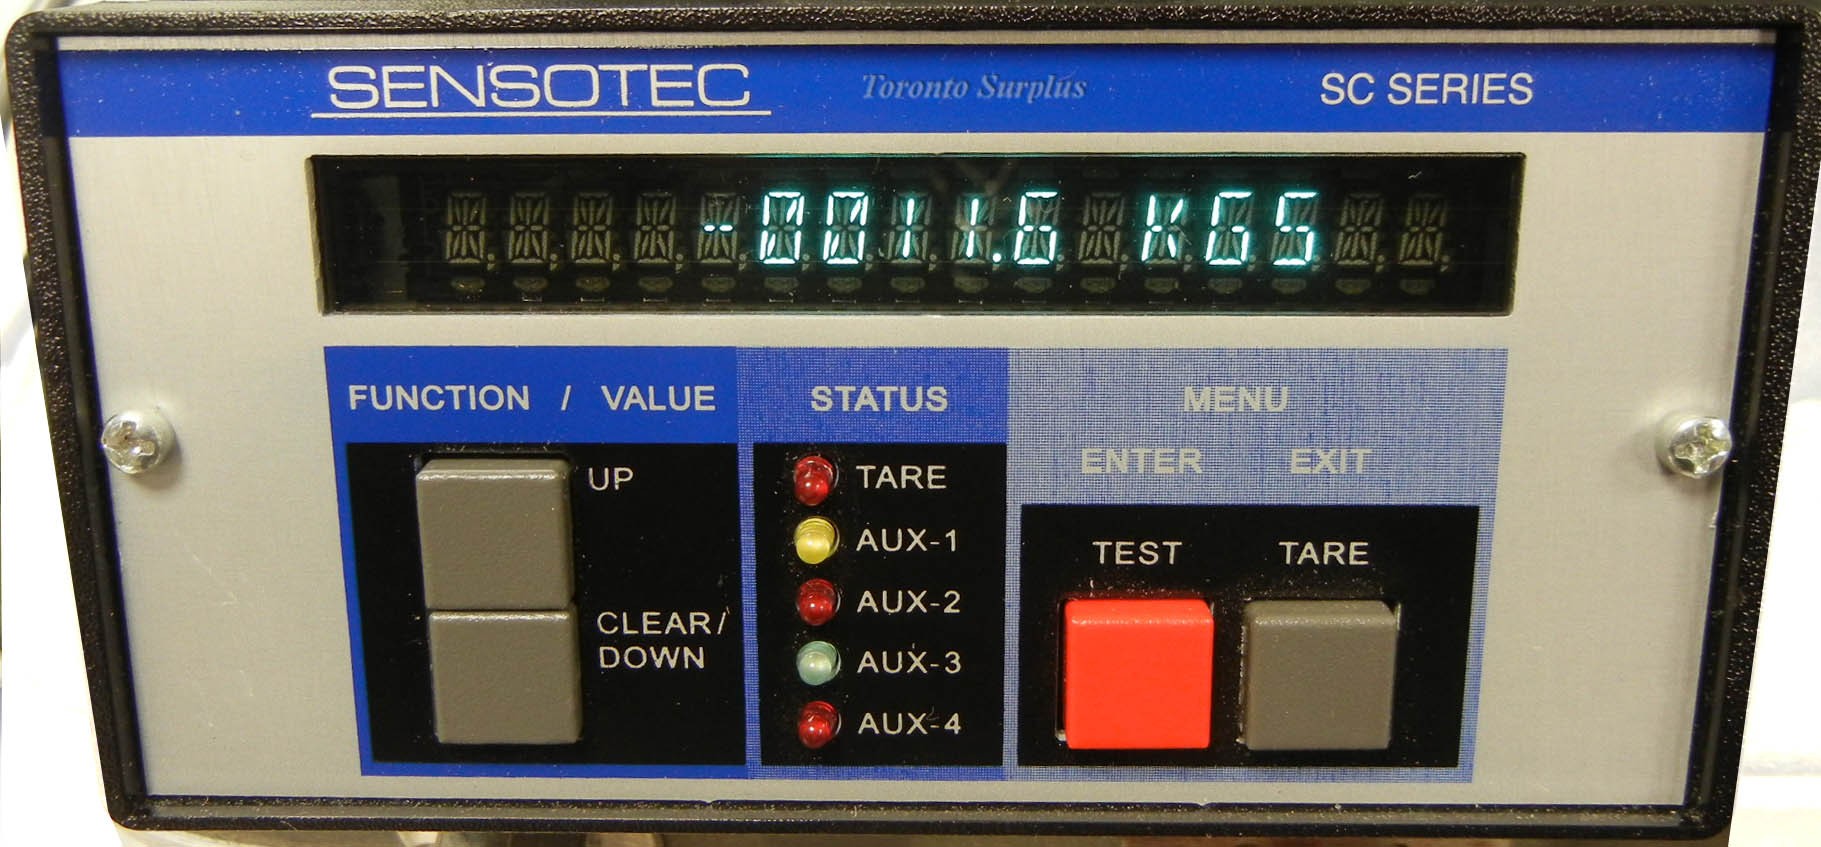 SENSOTEC Toronto Surplus SC SERIES
-0011.6 KGS
FUNCTION / VALUE STATUS MENU
ENTER EXIT
UP
CLEAR/
DOWN
TARE
AUX-1
AUX-2
AUX-3
AUX-4
TEST TARE